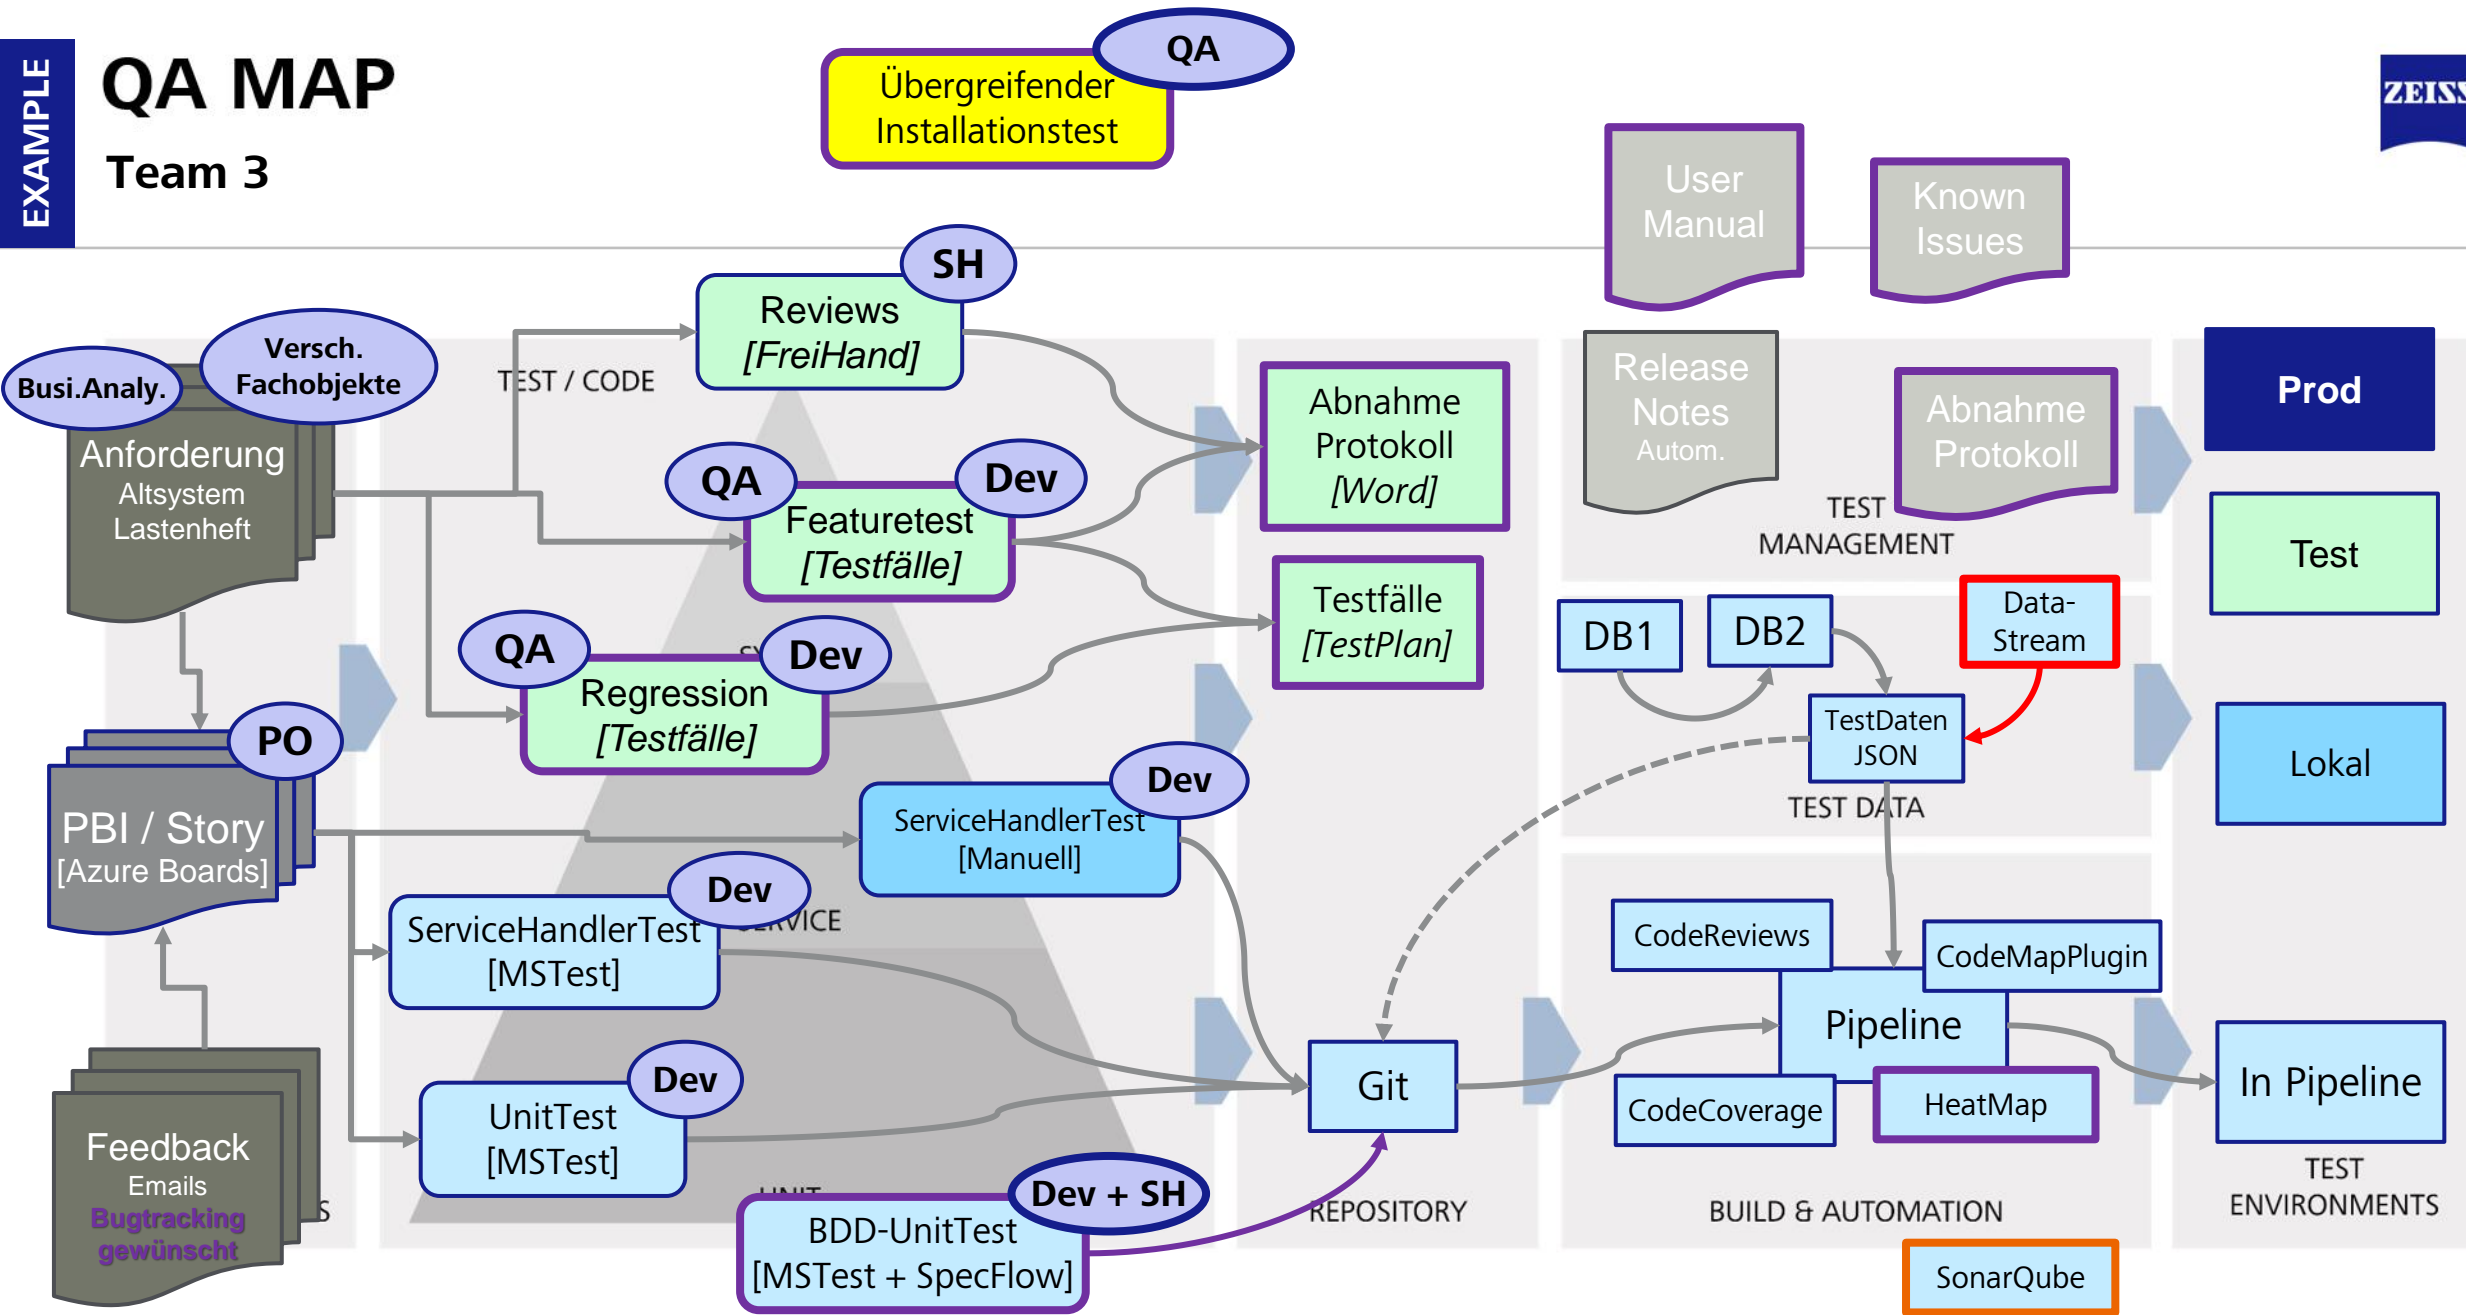 EXAMPLE
QA MAP
Team 3
QA
Übergreifender
Installationstest
ZEISS
User
Manual
Known
Issues
SH
Reviews
[FreiHand]
Busi.Analy.
Versch.
Fachobjekte
TEST / CODE
Anforderung
Altsystem
Lastenheft
QA
Dev
Featuretest
[Testfälle]
QA
Dev
Regression
[Testfälle]
PO
PBI / Story
[Azure Boards]
Dev
ServiceHandlerTest
[Manuell]
Dev
ServiceHandlerTest
[MSTest]
Dev
UnitTest
[MSTest]
Feedback
Emails
Bugtracking
gewünscht
Dev + SH
BDD-UnitTest
[MSTest + SpecFlow]
Abnahme
Protokoll
[Word]
Testfälle
[TestPlan]
Git
REPOSITORY
Release
Notes
Autom.
Abnahme
Protokoll
TEST
MANAGEMENT
DB1
DB2
Data-
Stream
TestDaten
JSON
TEST DATA
CodeReviews
CodeMapPlugin
Pipeline
CodeCoverage
HeatMap
BUILD & AUTOMATION
SonarQube
Prod
Test
Lokal
In Pipeline
TEST
ENVIRONMENTS